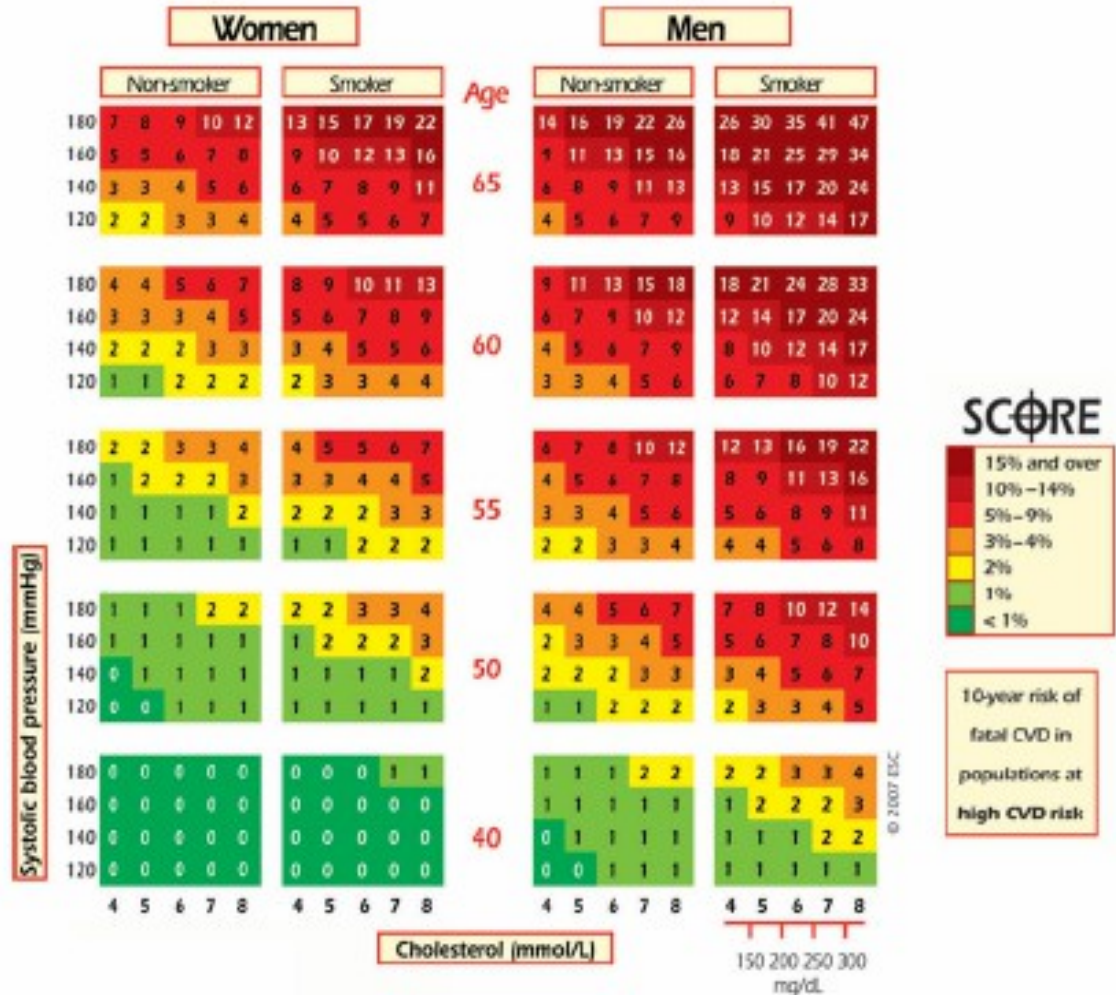 Women Men
Non-smoker Smoker Age Non-smoker Smoker
180 7 8 9 10 12 13 15 17 19 22 14 16 19 22 26 26 30 35 41 47
160 5 5 6 7 8 9 10 12 13 16 9 11 13 15 16 18 21 25 29 34
140 3 3 4 5 6 6 7 8 9 11 65 6 8 9 11 13 13 15 17 20 24
120 2 2 3 3 4 4 5 5 6 7 4 5 6 7 9 9 10 12 14 17
180 4 4 5 6 7 8 9 10 11 13 9 11 13 15 18 18 21 24 28 33
160 3 3 3 4 5 5 6 7 8 9 6 7 9 10 12 12 14 17 20 24
140 2 2 2 3 3 3 4 5 5 6 60 4 5 6 7 9 8 10 12 14 17
120 1 1 2 2 2 2 3 3 4 4 3 3 4 5 6 6 7 8 10 12
180 2 2 3 3 4 4 5 5 6 7 6 7 8 10 12 12 13 16 19 22
160 1 2 2 2 3 3 3 4 4 5 4 5 6 7 8 8 9 11 13 16
140 1 1 1 1 2 2 2 2 3 3 55 3 3 4 5 6 5 6 8 9 11
120 1 1 1 1 1 1 1 2 2 2 2 2 3 3 4 4 4 5 6 8
180 1 1 1 2 2 2 2 3 3 4 4 4 5 6 7 7 8 10 12 14
160 1 1 1 1 1 1 2 2 2 3 2 3 3 4 5 5 6 7 8 10
140 0 1 1 1 1 1 1 1 1 2 50 2 2 2 3 3 3 4 5 6 7
120 0 0 1 1 1 1 1 1 1 1 1 1 2 2 2 2 3 3 4 5
180 0 0 0 0 0 0 0 0 1 1 1 1 1 2 2 2 2 3 3 4
160 0 0 0 0 0 0 0 0 0 0 1 1 1 1 1 1 2 2 2 3
140 0 0 0 0 0 0 0 0 0 0 40 0 1 1 1 1 1 1 1 2 2
120 0 0 0 0 0 0 0 0 0 0 0 0 1 1 1 1 1 1 1 1
4 5 6 7 8 4 5 6 7 8 4 5 6 7 8 4 5 6 7 8
Systolic blood pressure (mmHg)
Cholesterol (mmol/L)
150 200 250 300
mg/dL
© 2007 ESC
SCORE
15% and over
10%–14%
5%–9%
3%–4%
2%
1%
< 1%
10-year risk of
fatal CVD in
populations at
high CVD risk